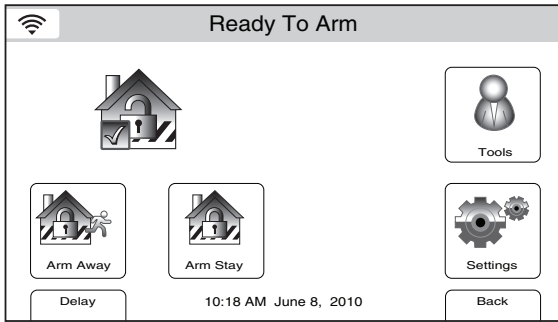 Ready To Arm
Tools
Arm Away
Arm Stay
Settings
Delay
10:18 AM June 8, 2010
Back